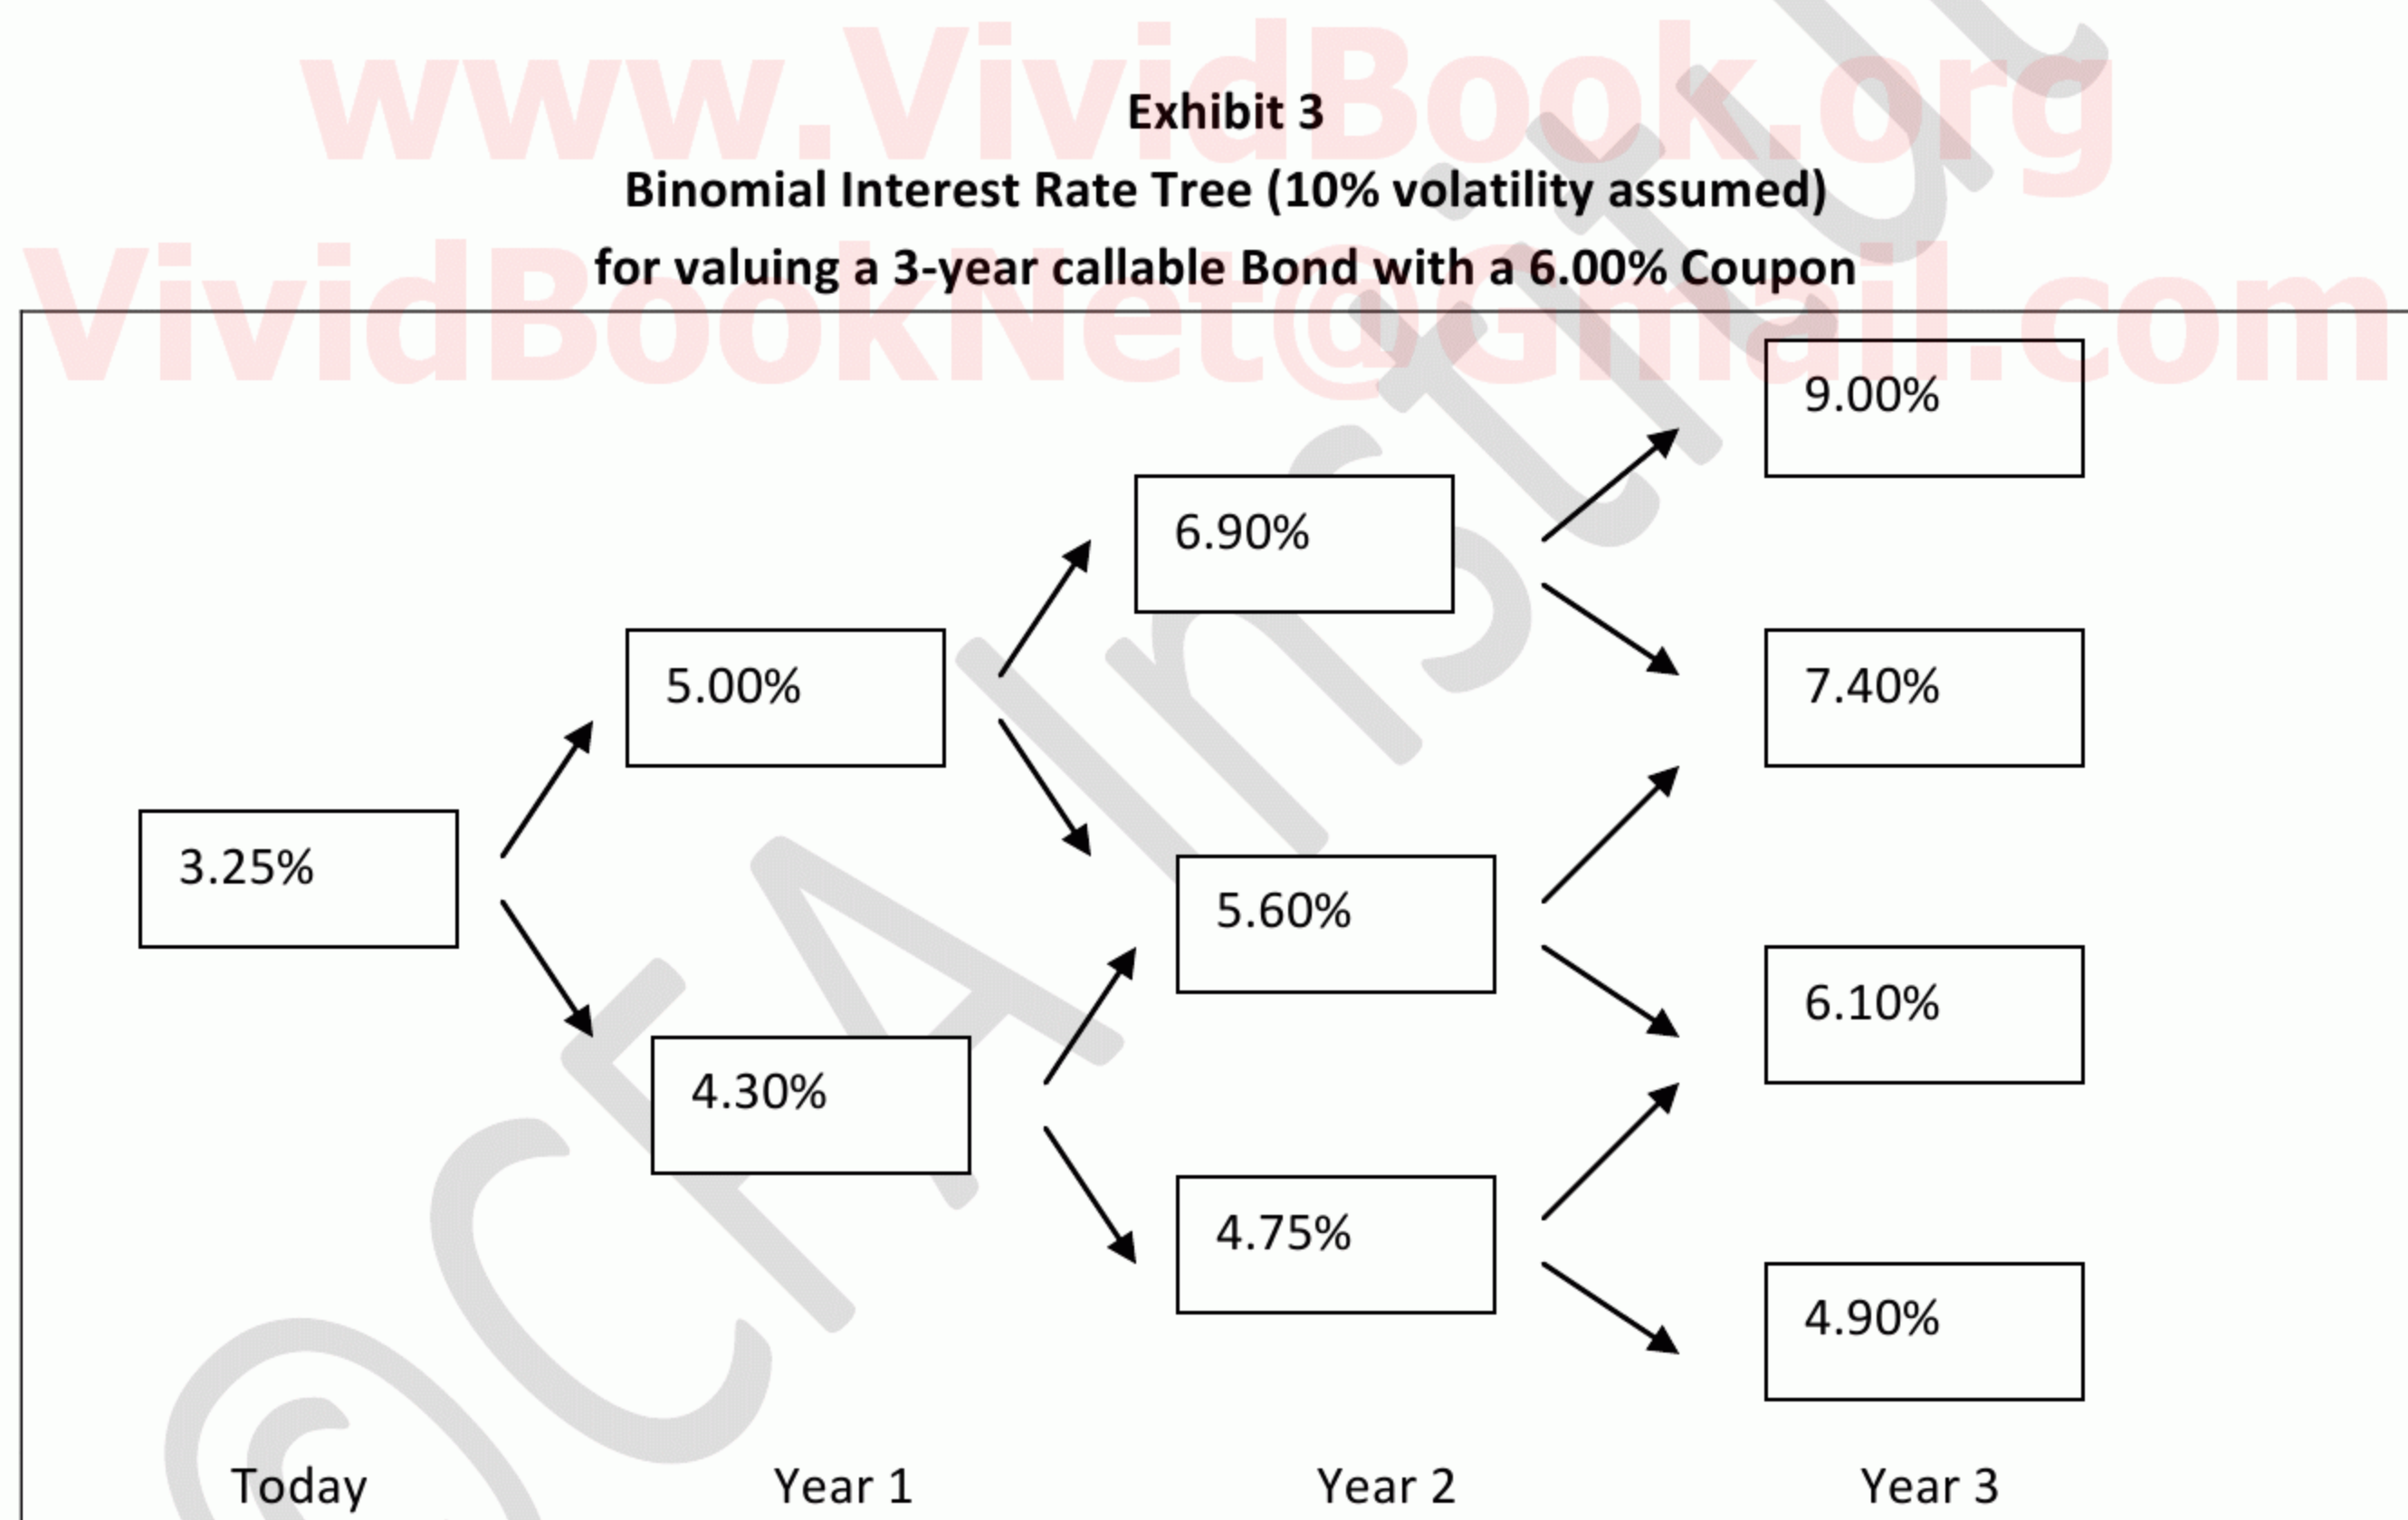 www.VividBook.org
Exhibit 3
Binomial Interest Rate Tree (10% volatility assumed)
VividBookNet@Gmail.com
for valuing a 3-year callable Bond with a 6.00% Coupon
9.00%
6.90%
5.00%
7.40%
3.25%
5.60%
6.10%
4.30%
4.75%
4.90%
Today
Year 1
Year 2
Year 3
©CFA Institut